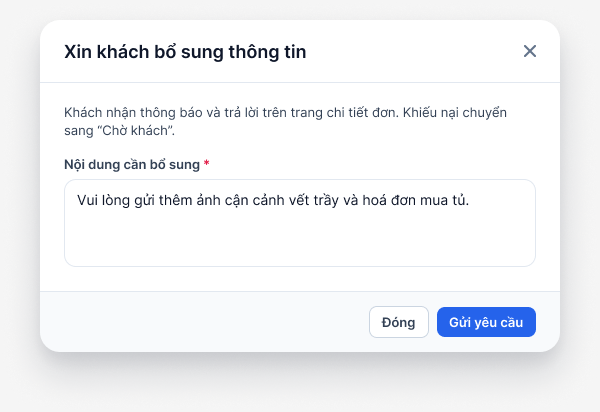 Xin khách bổ sung thông tin
Khách nhận thông báo và trả lời trên trang chi tiết đơn. Khiếu nại chuyển
sang “Chờ khách”.
Nội dung cần bổ sung *
Vui lòng gửi thêm ảnh cận cảnh vết trầy và hoá đơn mua tủ.
Đóng
Gửi yêu cầu